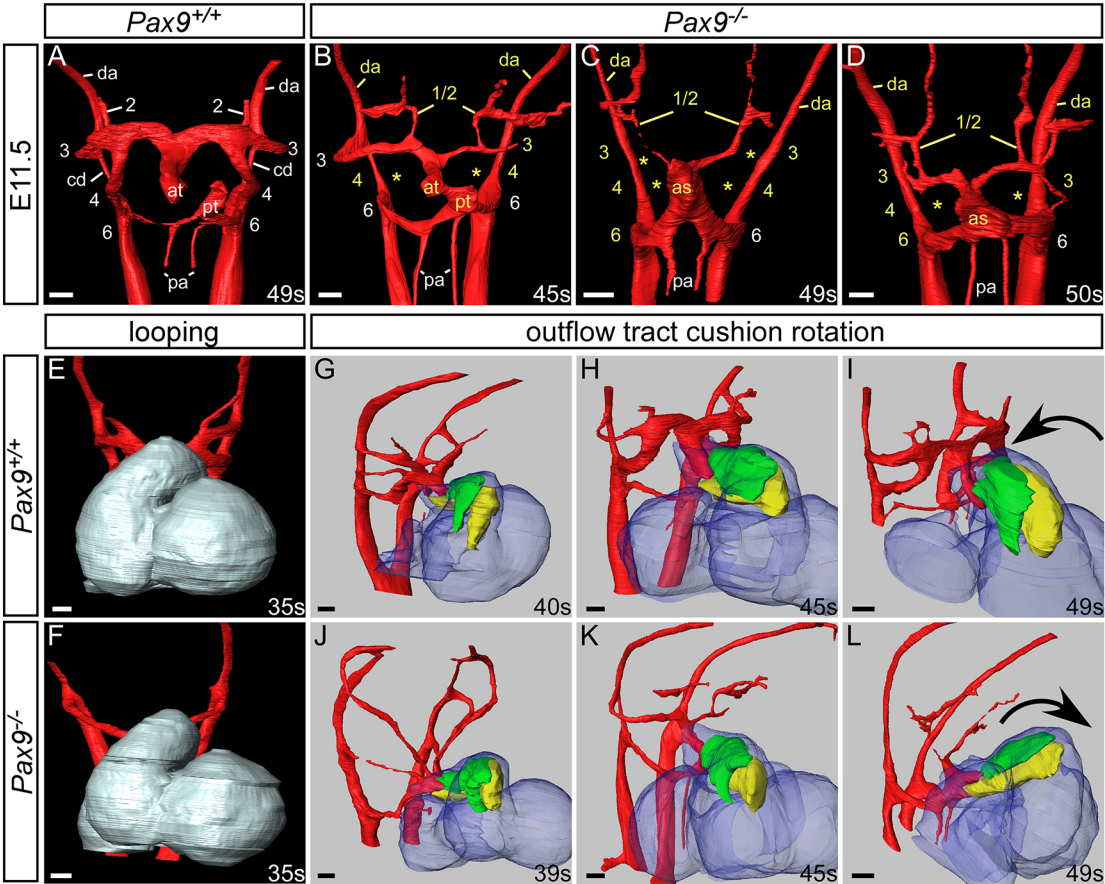 Pax9+/+
Pax9-/-
E11.5
A
da
da
2
2
3
3
cd
cd
4
4
at
pt
6
6
pa
49s
B
da
da
1/2
3
3
4
4
at
pt
6
6
pa
45s
C
da
da
1/2
3
3
4
4
as
6
6
pa
49s
D
da
da
1/2
3
3
4
4
as
6
6
pa
50s
* * * * * * * *
looping
outflow tract cushion rotation
Pax9+/+
E
35s
G
40s
H
45s
I
49s
Pax9-/-
F
35s
J
39s
K
45s
L
49s